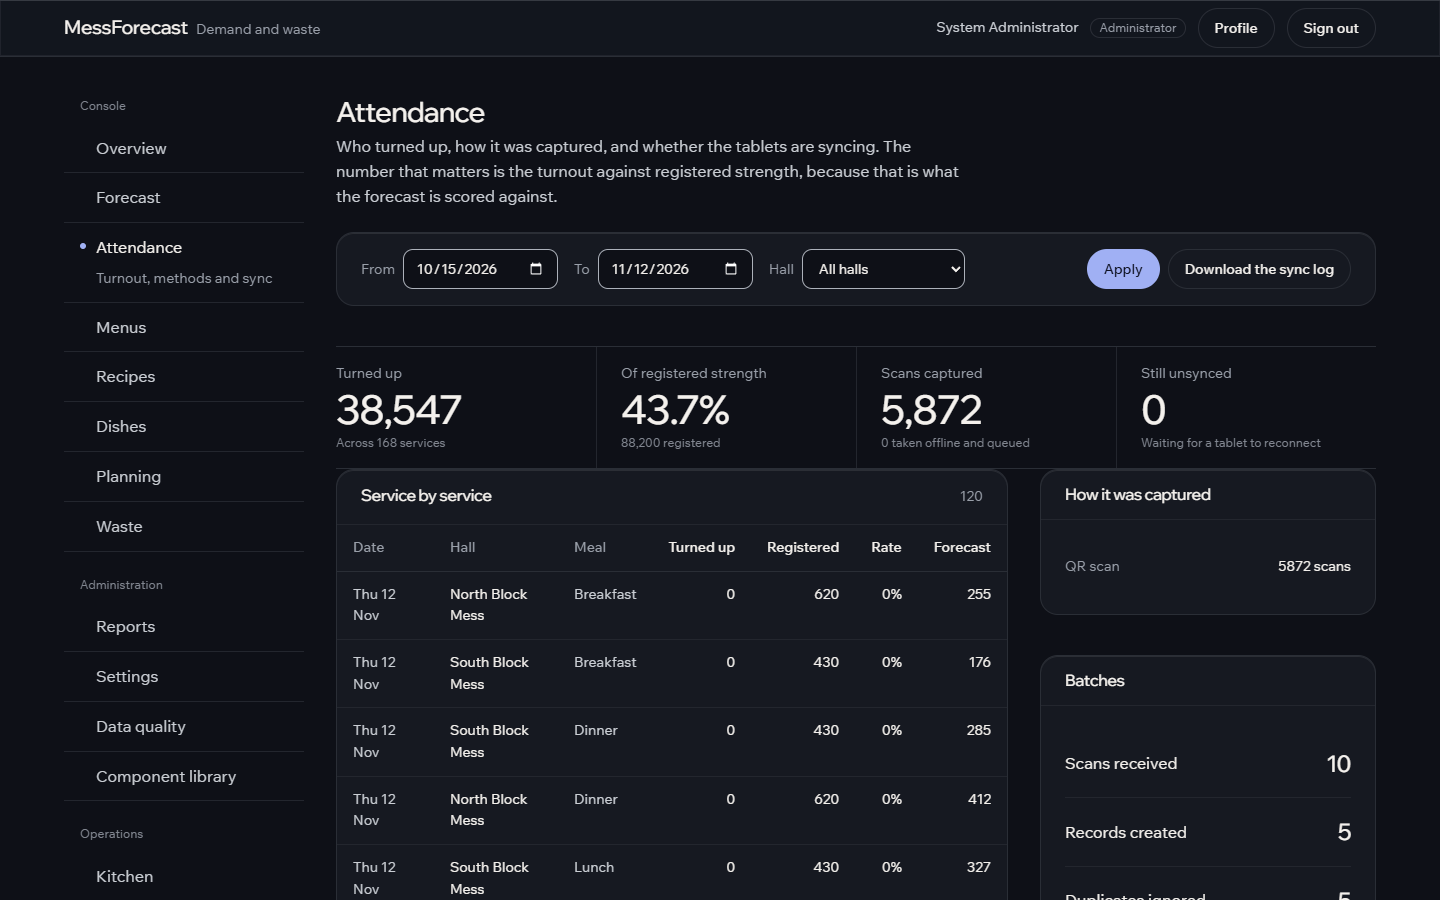 MessForecast Demand and waste
System Administrator Administrator Profile Sign out
Console
Overview
Forecast
Attendance
Turnout, methods and sync
Menus
Recipes
Dishes
Planning
Waste
Administration
Reports
Settings
Data quality
Component library
Operations
Kitchen
Attendance
Who turned up, how it was captured, and whether the tablets are syncing. The
number that matters is the turnout against registered strength, because that is what
the forecast is scored against.
From 10/15/2026 To 11/12/2026 Hall All halls Apply Download the sync log
Turned up
38,547
Across 168 services
Of registered strength
43.7%
88,200 registered
Scans captured
5,872
0 taken offline and queued
Still unsynced
0
Waiting for a tablet to reconnect
Service by service 120
Date Hall Meal Turned up Registered Rate Forecast
Thu 12 North Block Breakfast 0 620 0% 255
Nov Mess
Thu 12 South Block Breakfast 0 430 0% 176
Nov Mess
Thu 12 South Block Dinner 0 430 0% 285
Nov Mess
Thu 12 North Block Dinner 0 620 0% 412
Nov Mess
Thu 12 South Block Lunch 0 430 0% 327
Nov Mess
How it was captured
QR scan 5872 scans
Batches
Scans received 10
Records created 5
Duplicates ignored 5